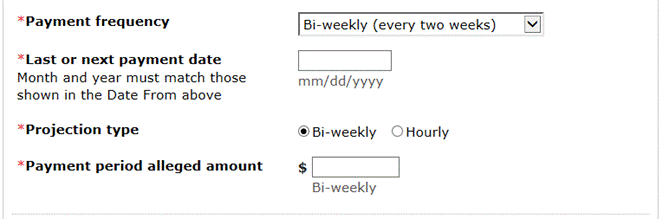 *Payment frequency Bi-weekly (every two weeks)
*Last or next payment date
Month and year must match those mm/dd/yyyy
shown in the Date From above
*Projection type Bi-weekly Hourly
*Payment period alleged amount $
Bi-weekly